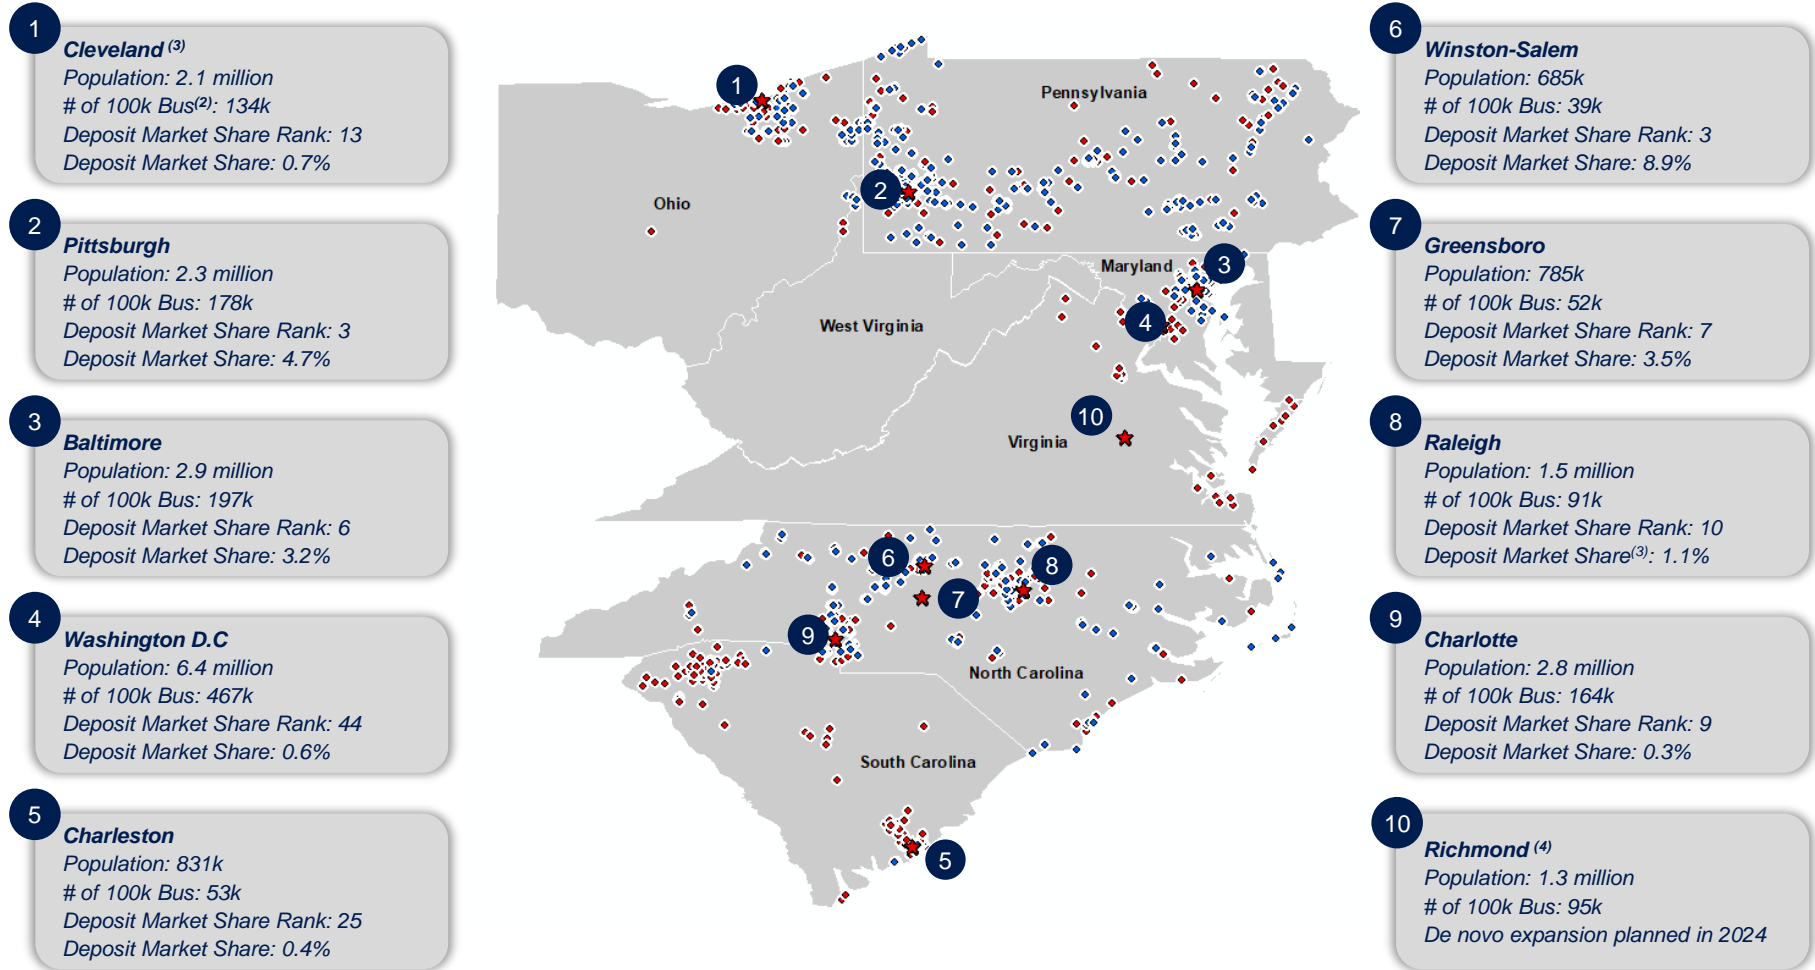 1
Cleveland (3)
Population: 2.1 million
# of 100k Bus(2): 134k
Deposit Market Share Rank: 13
Deposit Market Share: 0.7%
2
Pittsburgh
Population: 2.3 million
# of 100k Bus: 178k
Deposit Market Share Rank: 3
Deposit Market Share: 4.7%
3
Baltimore
Population: 2.9 million
# of 100k Bus: 197k
Deposit Market Share Rank: 6
Deposit Market Share: 3.2%
4
Washington D.C
Population: 6.4 million
# of 100k Bus: 467k
Deposit Market Share Rank: 44
Deposit Market Share: 0.6%
5
Charleston
Population: 831k
# of 100k Bus: 53k
Deposit Market Share Rank: 25
Deposit Market Share: 0.4%
1
Pennsylvania
2
Ohio
Maryland
3
West Virginia
4
10
Virginia
6
8
7
9
North Carolina
South Carolina
5
6
Winston-Salem
Population: 685k
# of 100k Bus: 39k
Deposit Market Share Rank: 3
Deposit Market Share: 8.9%
7
Greensboro
Population: 785k
# of 100k Bus: 52k
Deposit Market Share Rank: 7
Deposit Market Share: 3.5%
8
Raleigh
Population: 1.5 million
# of 100k Bus: 91k
Deposit Market Share Rank: 10
Deposit Market Share(3): 1.1%
9
Charlotte
Population: 2.8 million
# of 100k Bus: 164k
Deposit Market Share Rank: 9
Deposit Market Share: 0.3%
10
Richmond (4)
Population: 1.3 million
# of 100k Bus: 95k
De novo expansion planned in 2024